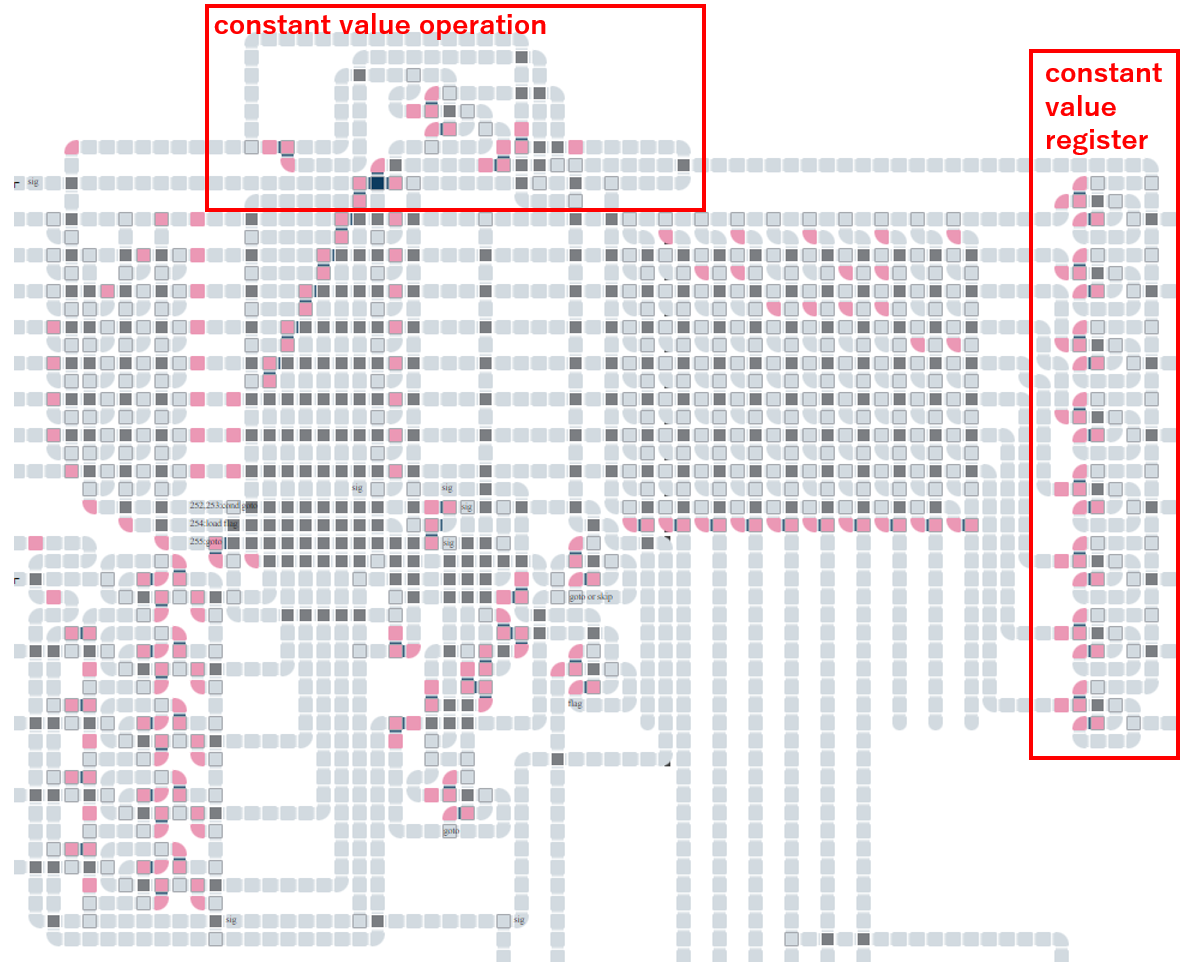 constant value operation
constant
value
register
sig
sig
sig
252,253:cond goto
sig
254:load flag
255:goto
sig
goto or skip
flag
goto
sig
sig